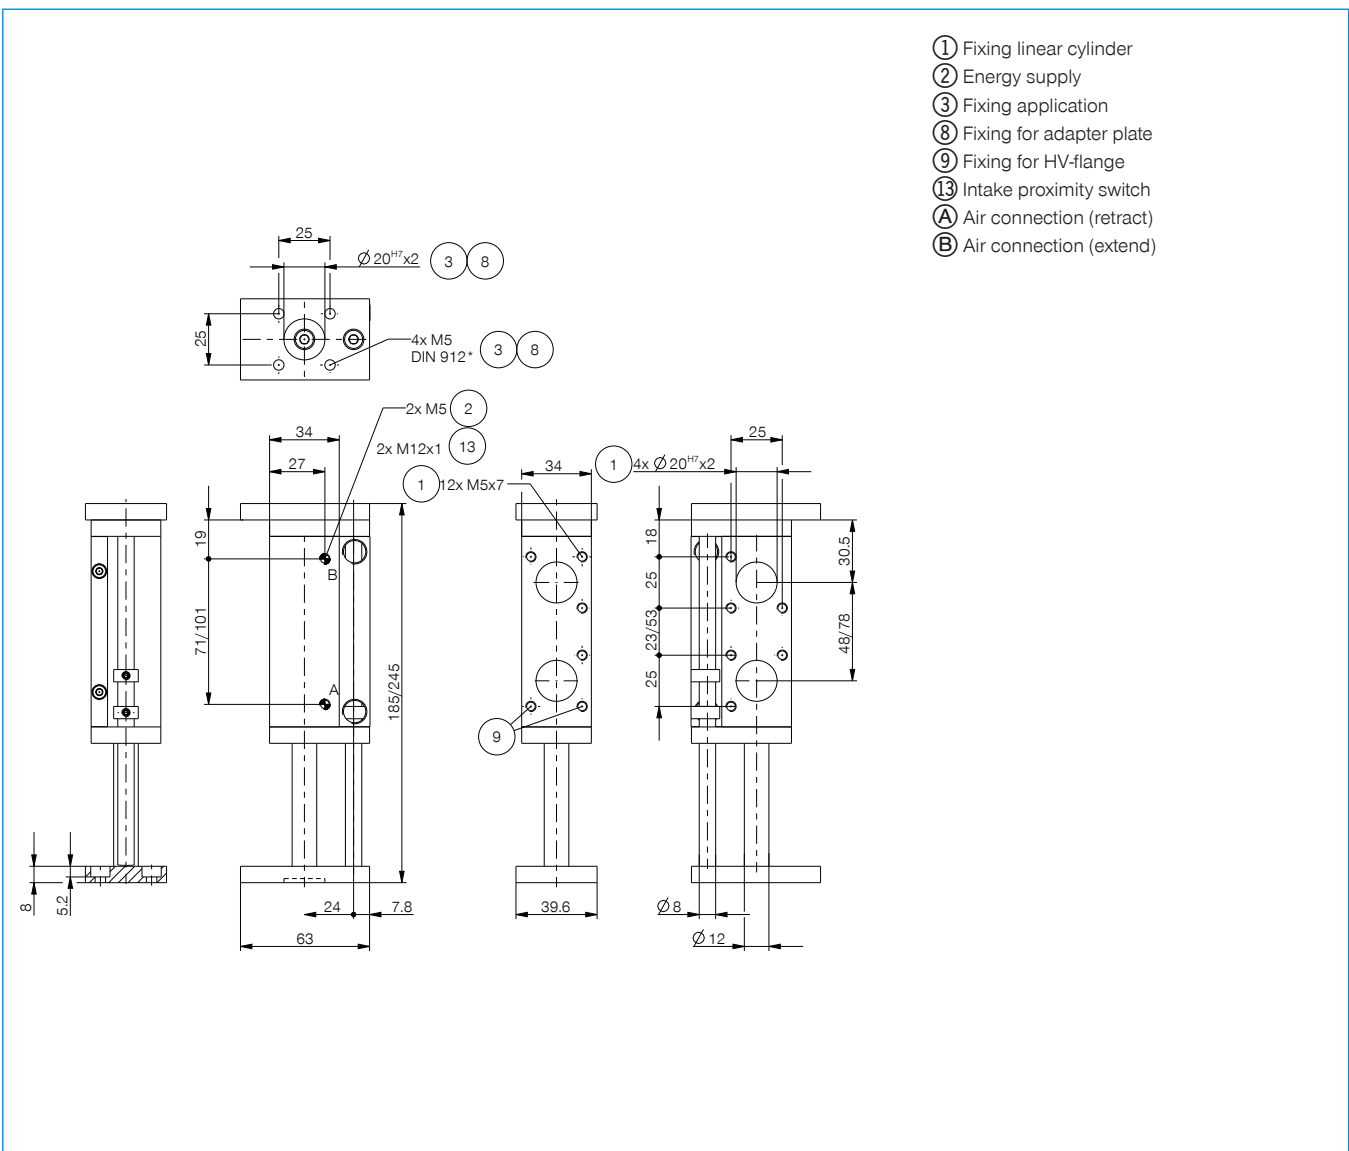 1 Fixing linear cylinder
2 Energy supply
3 Fixing application
8 Fixing for adapter plate
9 Fixing for HV-flange
13 Intake proximity switch
A Air connection (retract)
B Air connection (extend)
25
Ø 20H7x2 3 8
25
4x M5
DIN 912* 3 8
2x M5 2
2x M12x1 13
34
27
1 12x M5x7
19
B
71/101
A
185/245
8
5.2
24
7.8
63
34
9
39.6
1 4x Ø 20H7x2
25
18
25
23/53
25
30.5
48/78
Ø 8
Ø 12